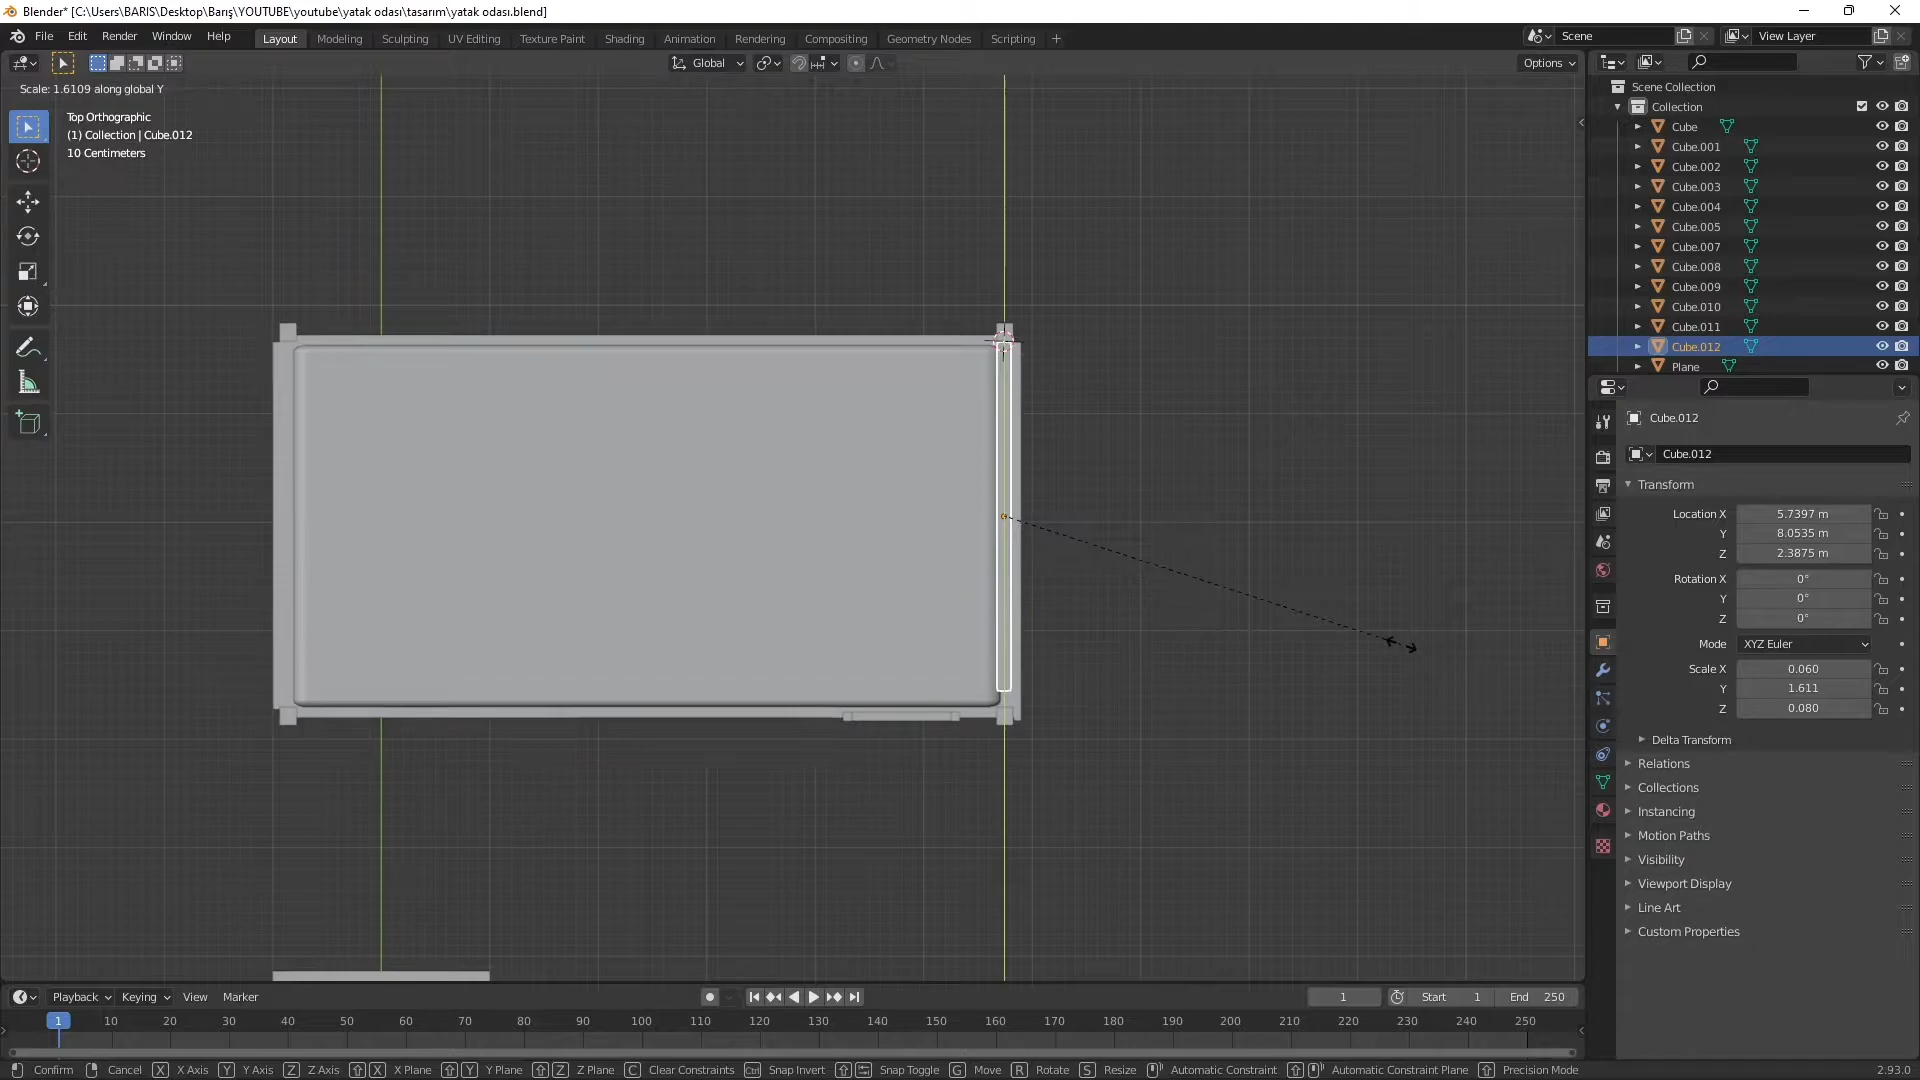 Blender* [C:\Users\BARIS\Desktop\Barış\YOUTUBE\youtube\yatak odası\tasarım\yatak odası.blend]
File Edit Render Window Help Layout Modeling Sculpting UV Editing Texture Paint Shading Animation Rendering Compositing Geometry Nodes Scripting + Scene View Layer
Global Options
Scale: 1.6109 along global Y
Top Orthographic
(1) Collection | Cube.012
10 Centimeters
Scene Collection
Collection
Cube
Cube.001
Cube.002
Cube.003
Cube.004
Cube.005
Cube.007
Cube.008
Cube.009
Cube.010
Cube.011
Cube.012
Plane
Cube.012
Cube.012
Transform
Location X 5.7397 m
Y 8.0535 m
Z 2.3875 m
Rotation X 0°
Y 0°
Z 0°
Mode XYZ Euler
Scale X 0.060
Y 1.611
Z 0.080
Delta Transform
Relations
Collections
Instancing
Motion Paths
Visibility
Viewport Display
Line Art
Custom Properties
Playback Keying View Marker 1 Start 1 End 250
1 10 20 30 40 50 60 70 80 90 100 110 120 130 140 150 160 170 180 190 200 210 220 230 240 250
Confirm Cancel X X Axis Y Y Axis Z Z Axis X X Plane Y Y Plane Z Z Plane C Clear Constraints Ctrl Snap Invert Snap Toggle G Move R Rotate S Resize Automatic Constraint Automatic Constraint Plane Precision Mode 2.93.0